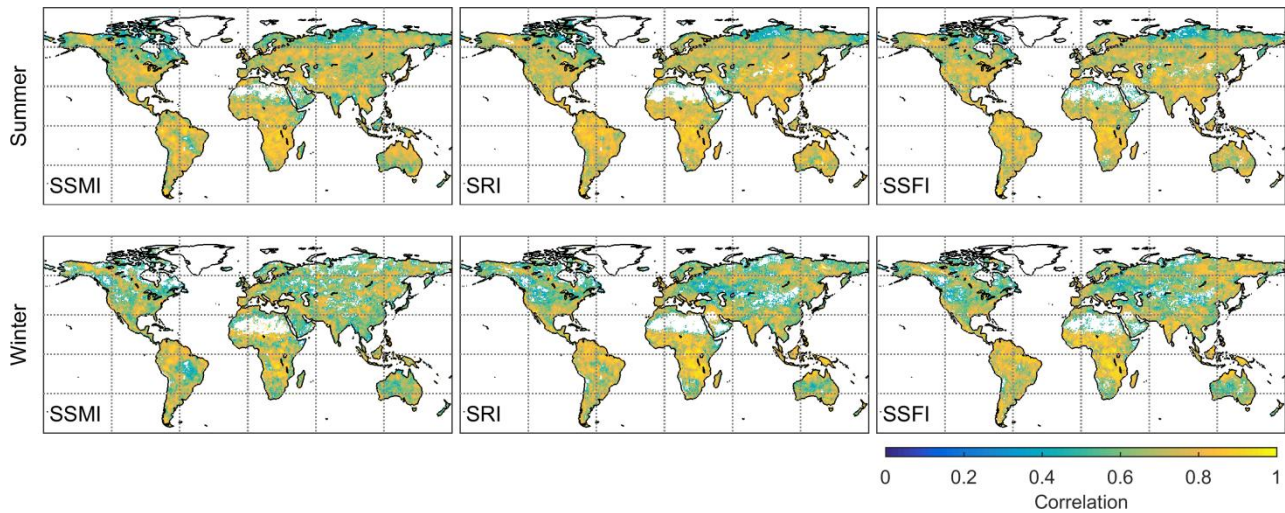 Summer
SSMI
SRI
SSFI
Winter
SSMI
SRI
SSFI
0 0.2 0.4 0.6 0.8 1
Correlation